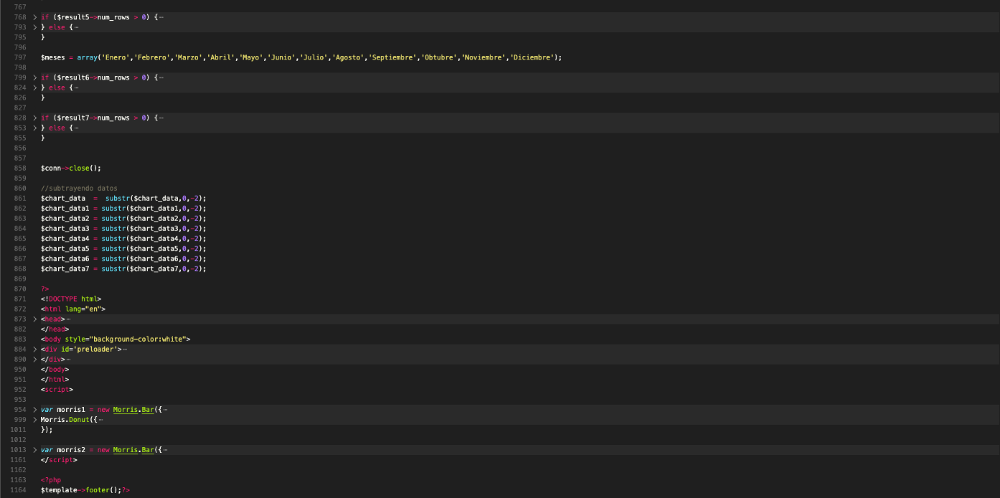 767
768 > if ($result5->num_rows > 0) {⋯
793 > } else {⋯
795 }
796
797 $meses = array('Enero','Febrero','Marzo','Abril','Mayo','Junio','Julio','Agosto','Septiembre','Obtubre','Noviembre','Diciembre');
798
799 > if ($result6->num_rows > 0) {⋯
824 > } else {⋯
826 }
827
828 > if ($result7->num_rows > 0) {⋯
853 > } else {⋯
855 }
856
857
858 $conn->close();
859
860 //subtrayendo datos
861 $chart_data  =  substr($chart_data,0,-2);
862 $chart_data1 = substr($chart_data1,0,-2);
863 $chart_data2 = substr($chart_data2,0,-2);
864 $chart_data3 = substr($chart_data3,0,-2);
865 $chart_data4 = substr($chart_data4,0,-2);
866 $chart_data5 = substr($chart_data5,0,-2);
867 $chart_data6 = substr($chart_data6,0,-2);
868 $chart_data7 = substr($chart_data7,0,-2);
869
870 ?>
871 <!DOCTYPE html>
872 <html lang="en">
873 > <head>⋯
882 </head>
883 <body style="background-color:white">
884 > <div id='preloader'>⋯
890 > </div>⋯
950 </body>
951 </html>
952 <script>
953
954 > var morris1 = new Morris.Bar({⋯
999 > Morris.Donut({⋯
1011 });
1012
1013 > var morris2 = new Morris.Bar({⋯
1161 </script>
1162
1163 <?php
1164 $template->footer();?>